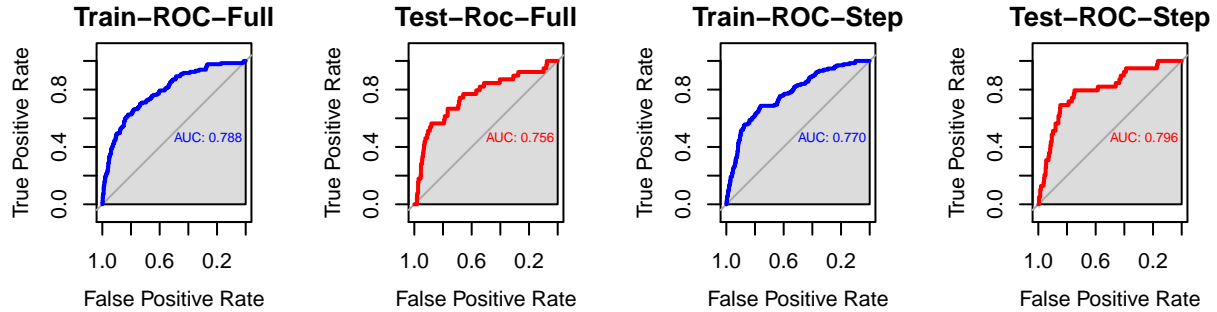 Train−ROC−Full
True Positive Rate
0.0 0.4 0.8
AUC: 0.788
1.0 0.6 0.2
False Positive Rate
Test−Roc−Full
True Positive Rate
0.0 0.4 0.8
AUC: 0.756
1.0 0.6 0.2
False Positive Rate
Train−ROC−Step
True Positive Rate
0.0 0.4 0.8
AUC: 0.770
1.0 0.6 0.2
False Positive Rate
Test−ROC−Step
True Positive Rate
0.0 0.4 0.8
AUC: 0.796
1.0 0.6 0.2
False Positive Rate